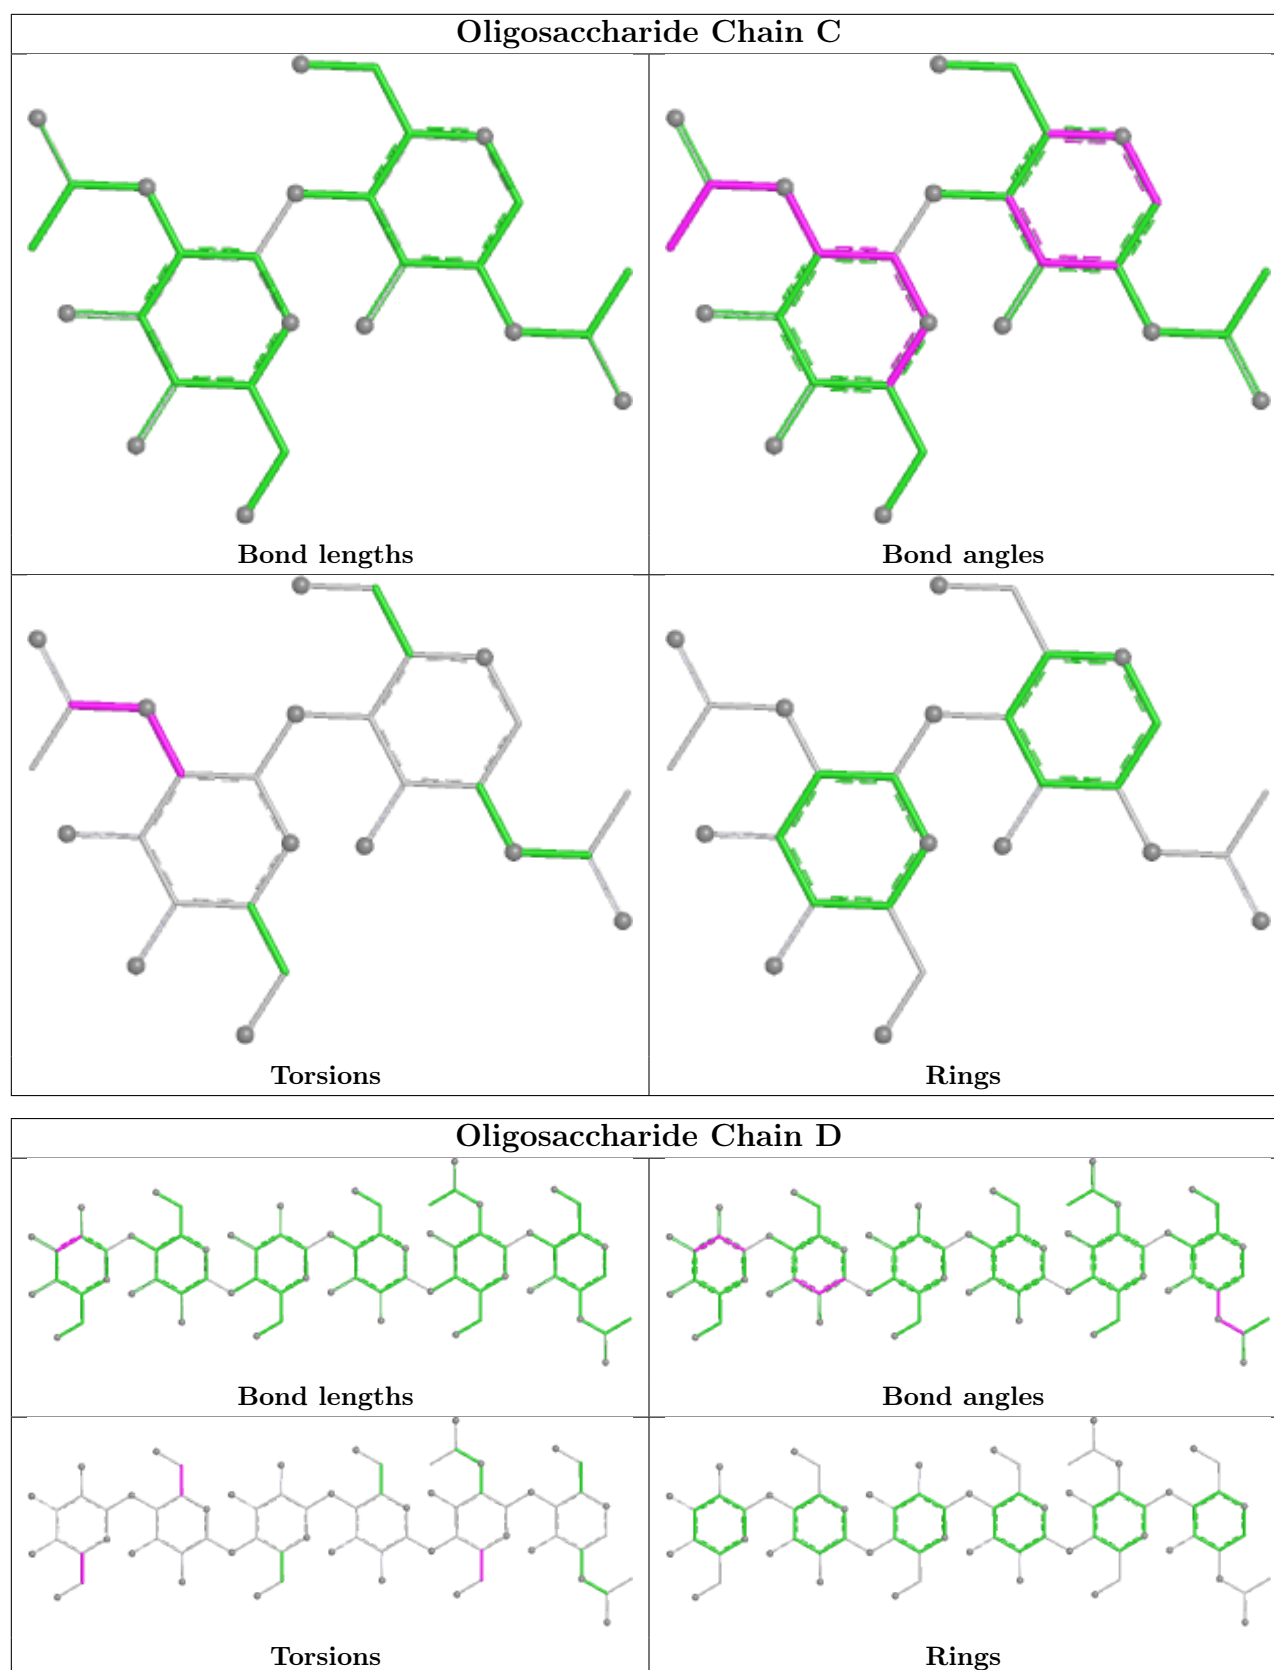 Oligosaccharide Chain C
Bond lengths
Bond angles
Torsions
Rings
Oligosaccharide Chain D
Bond lengths
Bond angles
Torsions
Rings